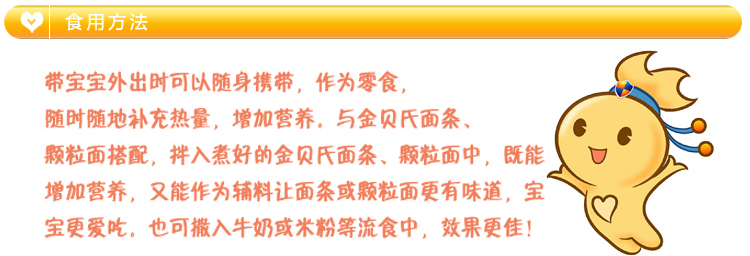 食用方法
带宝宝外出时可以随身携带，作为零食，
随时随地补充热量，增加营养。与金贝氏面条、
颗粒面搭配，拌入煮好的金贝氏面条、颗粒面中，既能
增加营养，又能作为辅料让面条或颗粒面更有味道，宝
宝更爱吃。也可撒入牛奶或米粉等流食中，效果更佳！